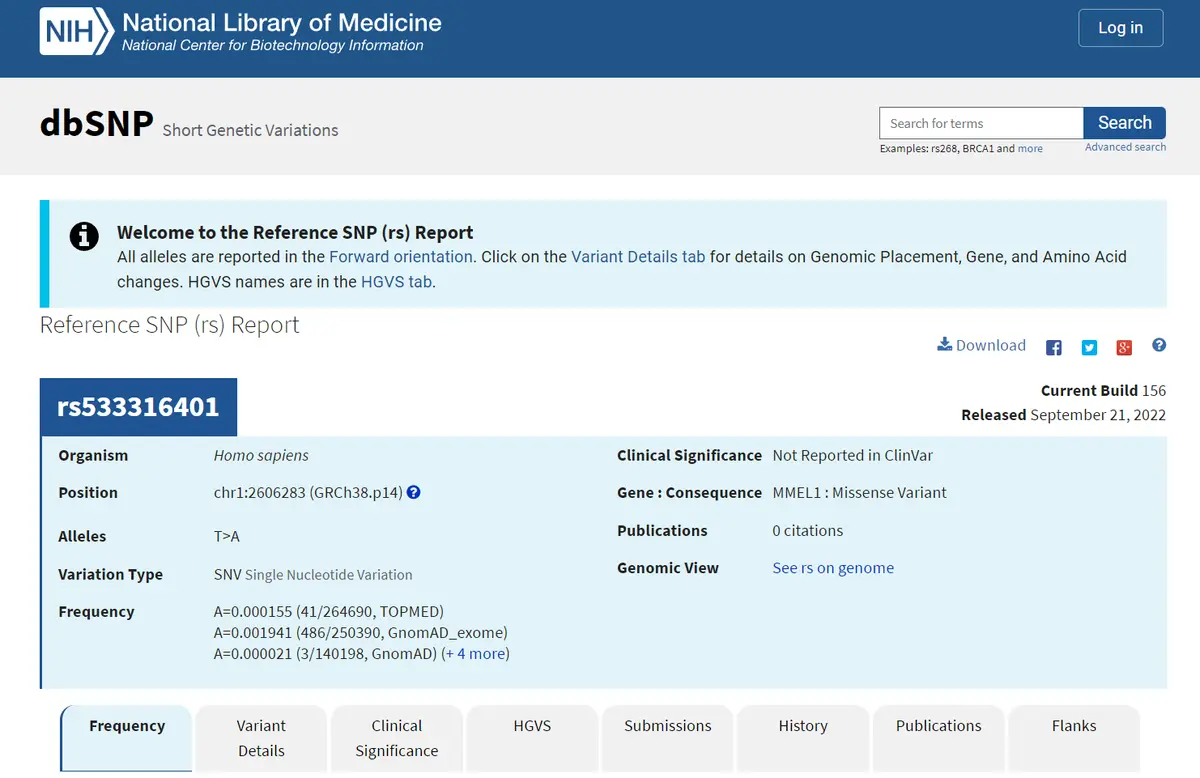 NIH National Library of Medicine
National Center for Biotechnology Information
Log in
dbSNP Short Genetic Variations
Search for terms
Search
Examples: rs268, BRCA1 and more
Advanced search
Welcome to the Reference SNP (rs) Report
All alleles are reported in the Forward orientation. Click on the Variant Details tab for details on Genomic Placement, Gene, and Amino Acid
changes. HGVS names are in the HGVS tab.
Reference SNP (rs) Report
Download
Current Build 156
Released September 21, 2022
rs533316401
Organism Homo sapiens
Position chr1:2606283 (GRCh38.p14)
Alleles T>A
Variation Type SNV Single Nucleotide Variation
Frequency A=0.000155 (41/264690, TOPMED)
A=0.001941 (486/250390, GnomAD_exome)
A=0.000021 (3/140198, GnomAD) (+ 4 more)
Clinical Significance Not Reported in ClinVar
Gene : Consequence MMEL1 : Missense Variant
Publications 0 citations
Genomic View See rs on genome
Frequency
Variant
Details
Clinical
Significance
HGVS
Submissions
History
Publications
Flanks